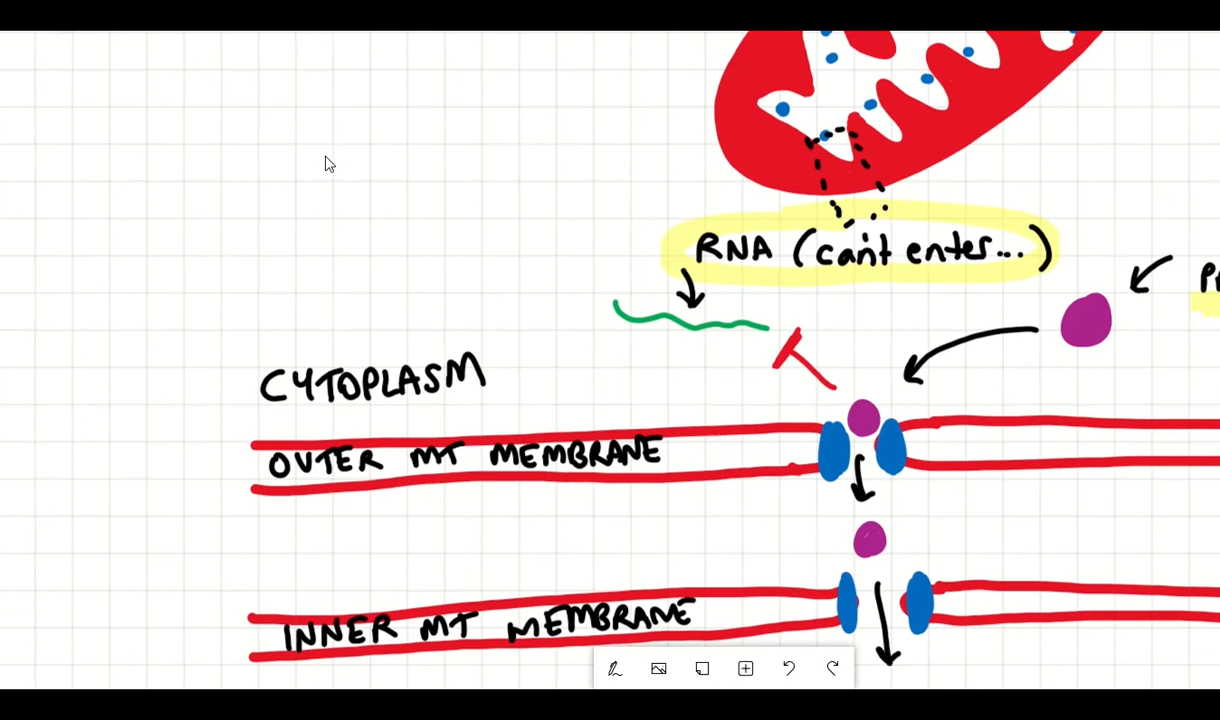 RNA (can't enter...)
CYTOPLASM
OUTER MT MEMBRANE
INNER MT MEMBRANE